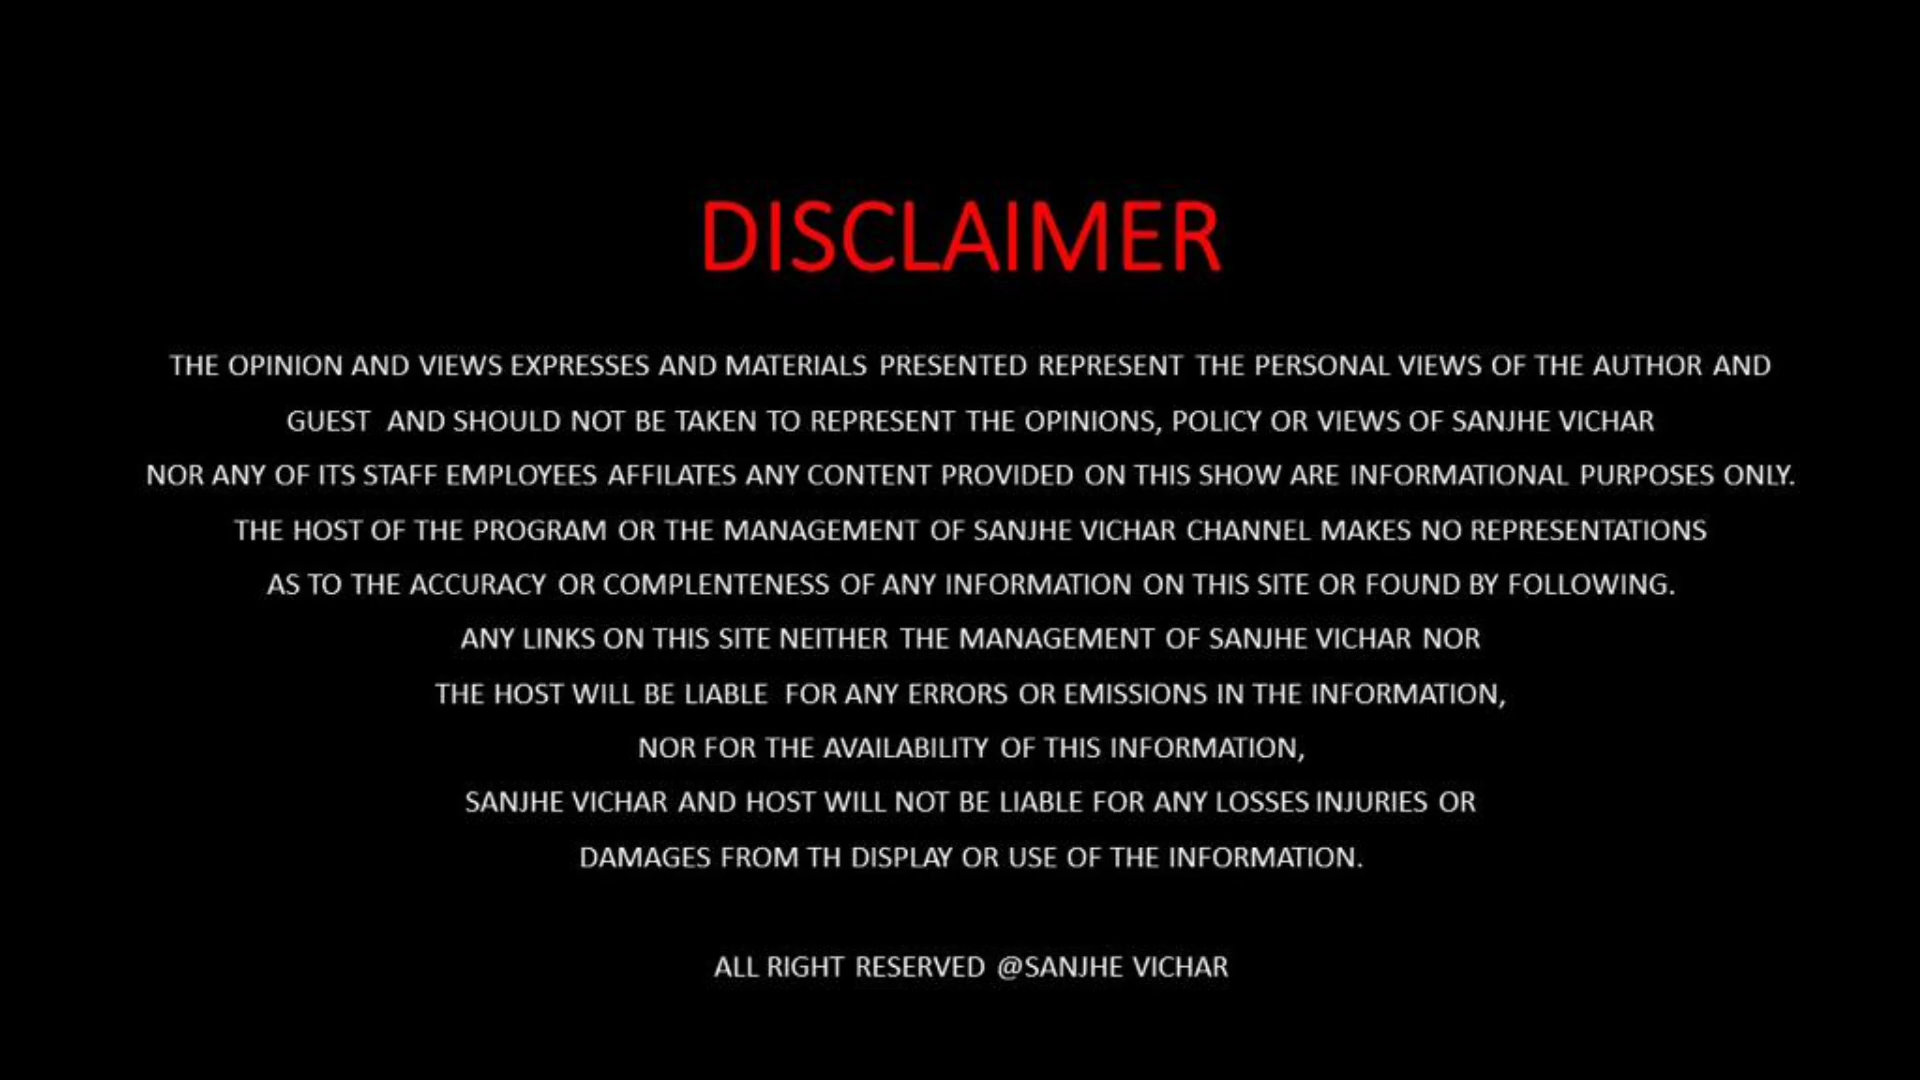 DISCLAIMER
THE OPINION AND VIEWS EXPRESSES AND MATERIALS PRESENTED REPRESENT THE PERSONAL VIEWS OF THE AUTHOR AND
GUEST AND SHOULD NOT BE TAKEN TO REPRESENT THE OPINIONS, POLICY OR VIEWS OF SANJHE VICHAR
NOR ANY OF ITS STAFF EMPLOYEES AFFILATES ANY CONTENT PROVIDED ON THIS SHOW ARE INFORMATIONAL PURPOSES ONLY.
THE HOST OF THE PROGRAM OR THE MANAGEMENT OF SANJHE VICHAR CHANNEL MAKES NO REPRESENTATIONS
AS TO THE ACCURACY OR COMPLENTENESS OF ANY INFORMATION ON THIS SITE OR FOUND BY FOLLOWING.
ANY LINKS ON THIS SITE NEITHER THE MANAGEMENT OF SANJHE VICHAR NOR
THE HOST WILL BE LIABLE FOR ANY ERRORS OR EMISSIONS IN THE INFORMATION,
NOR FOR THE AVAILABILITY OF THIS INFORMATION,
SANJHE VICHAR AND HOST WILL NOT BE LIABLE FOR ANY LOSSES INJURIES OR
DAMAGES FROM TH DISPLAY OR USE OF THE INFORMATION.
ALL RIGHT RESERVED @SANJHE VICHAR